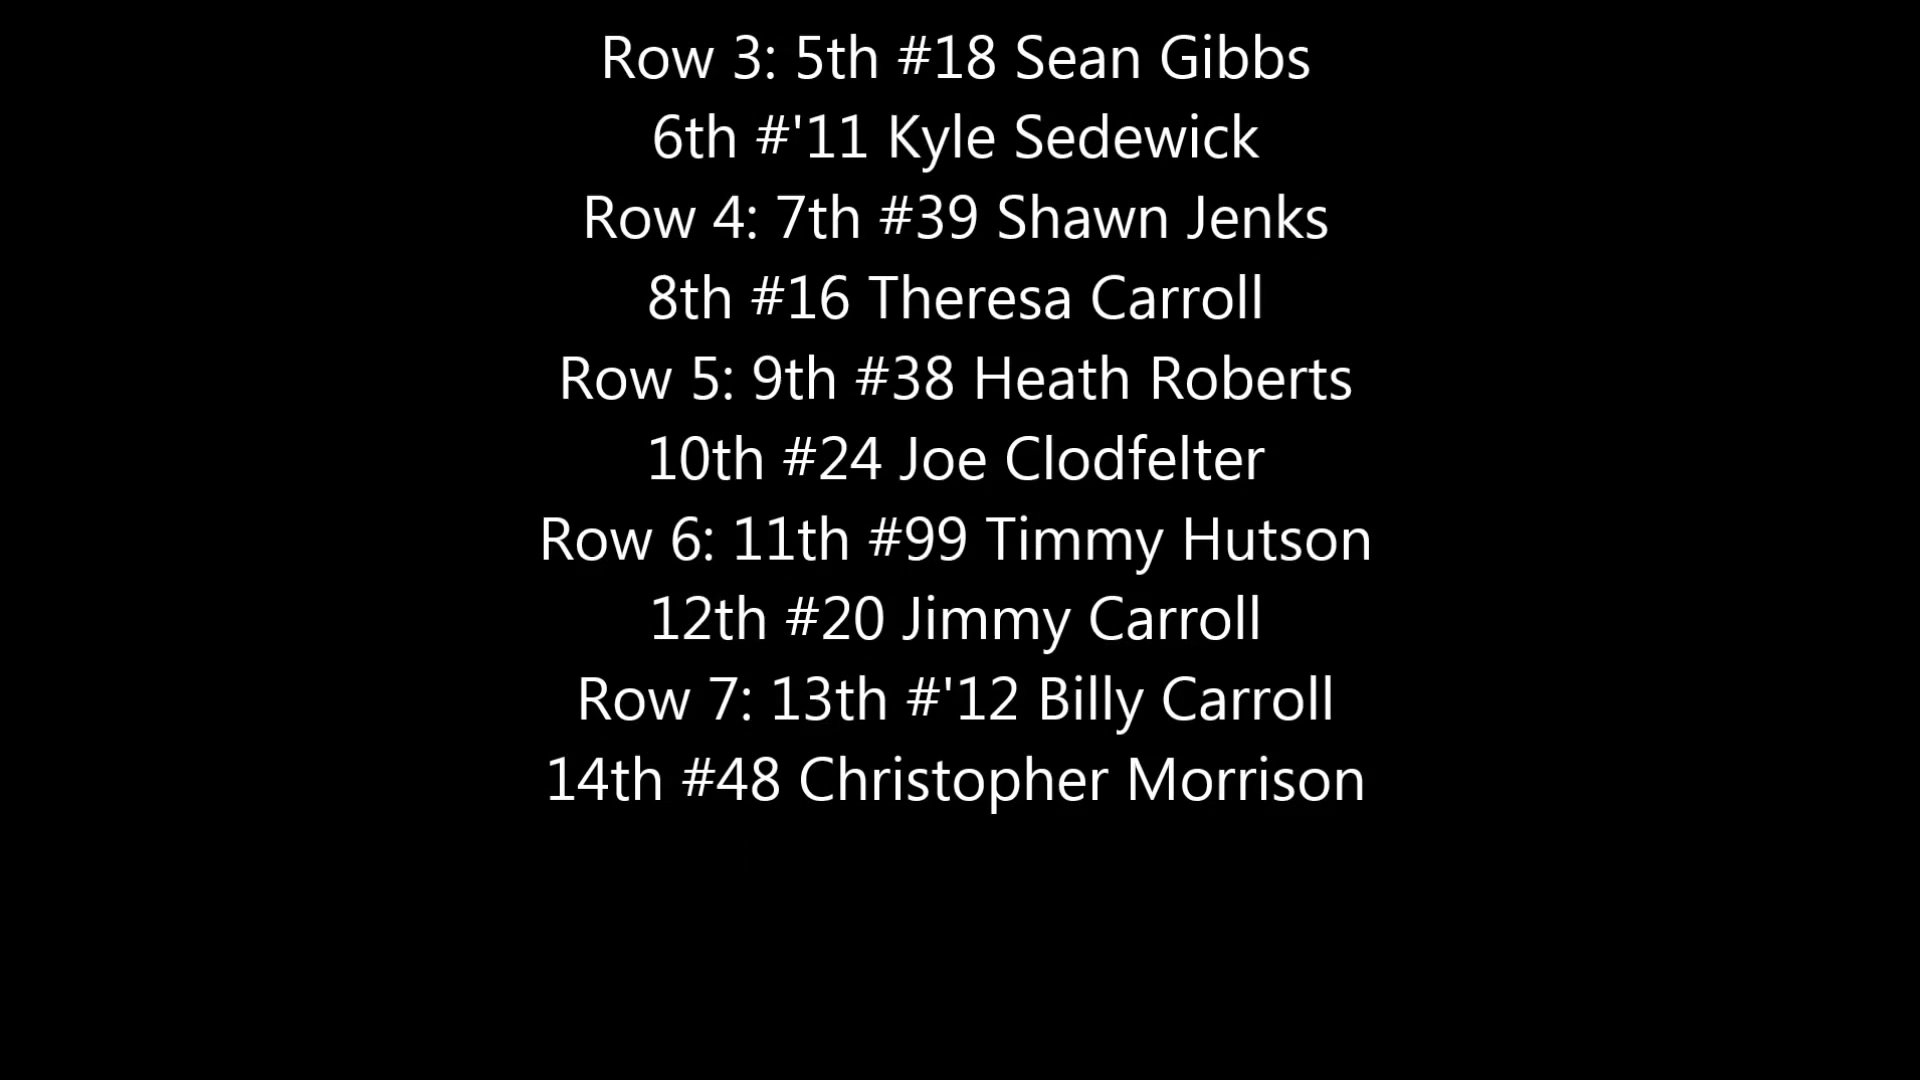 Row 3: 5th #18 Sean Gibbs
6th #'11 Kyle Sedewick
Row 4: 7th #39 Shawn Jenks
8th #16 Theresa Carroll
Row 5: 9th #38 Heath Roberts
10th #24 Joe Clodfelter
Row 6: 11th #99 Timmy Hutson
12th #20 Jimmy Carroll
Row 7: 13th #'12 Billy Carroll
14th #48 Christopher Morrison